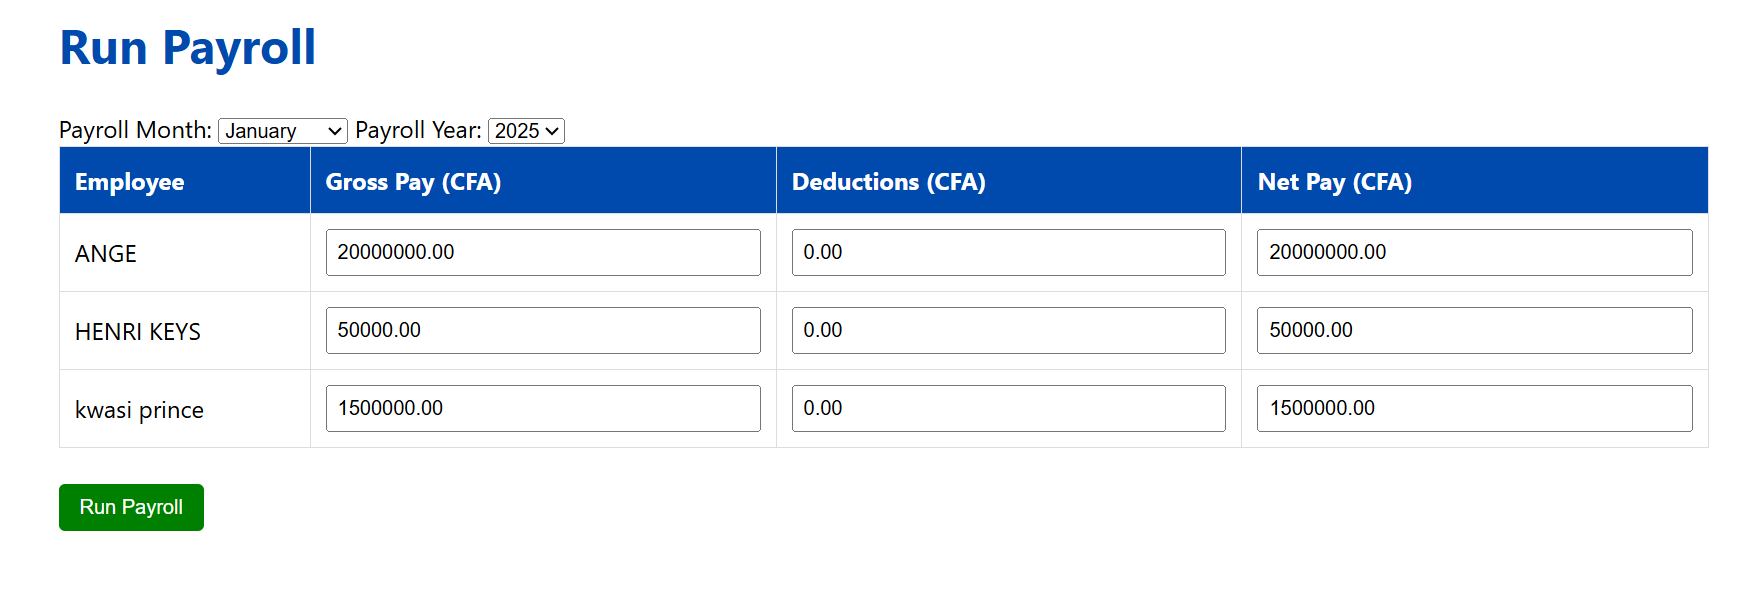 Run Payroll
Payroll Month: January Payroll Year: 2025
Employee Gross Pay (CFA) Deductions (CFA) Net Pay (CFA)
ANGE 20000000.00 0.00 20000000.00
HENRI KEYS 50000.00 0.00 50000.00
kwasi prince 1500000.00 0.00 1500000.00
Run Payroll